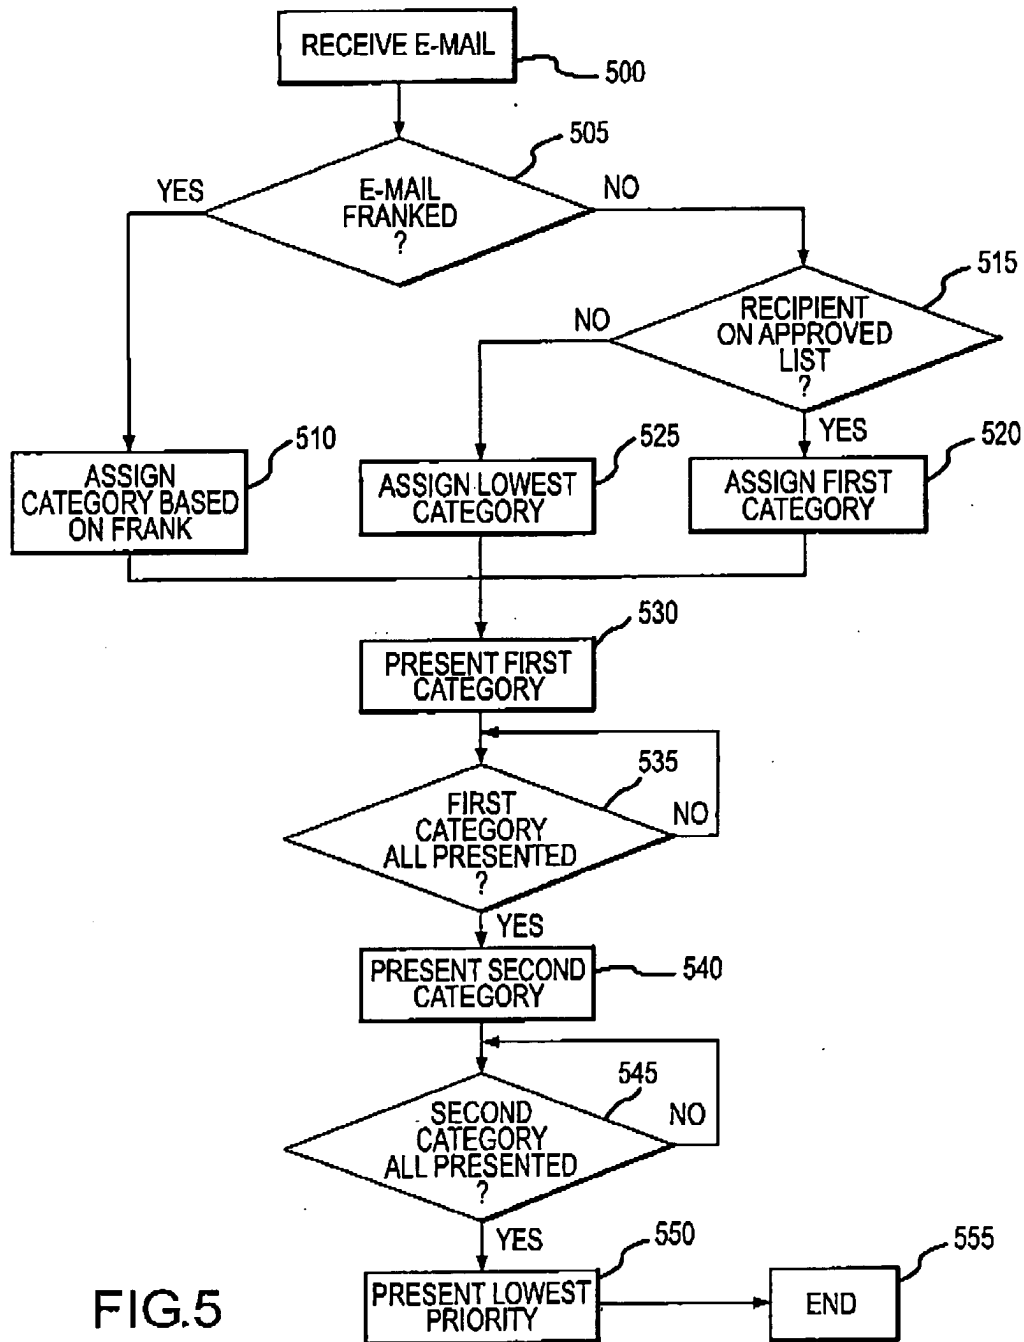 RECEIVE E-MAIL
500
505
E-MAIL
FRANKED
?
YES
NO
515
RECIPIENT
ON APPROVED
LIST
?
NO
YES
510
ASSIGN
CATEGORY BASED
ON FRANK
525
ASSIGN LOWEST
CATEGORY
520
ASSIGN FIRST
CATEGORY
530
PRESENT FIRST
CATEGORY
535
FIRST
CATEGORY
ALL PRESENTED
?
NO
YES
540
PRESENT SECOND
CATEGORY
545
SECOND
CATEGORY
ALL PRESENTED
?
NO
YES
550
PRESENT LOWEST
PRIORITY
555
END
FIG.5